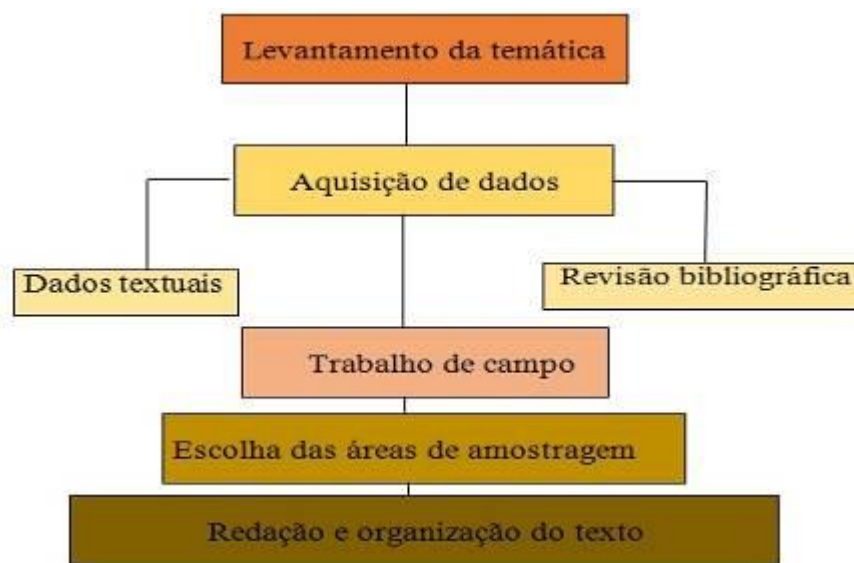 Levantamento da temática
Aquisição de dados
Dados textuais
Revisão bibliográfica
Trabalho de campo
Escolha das áreas de amostragem
Redação e organização do texto